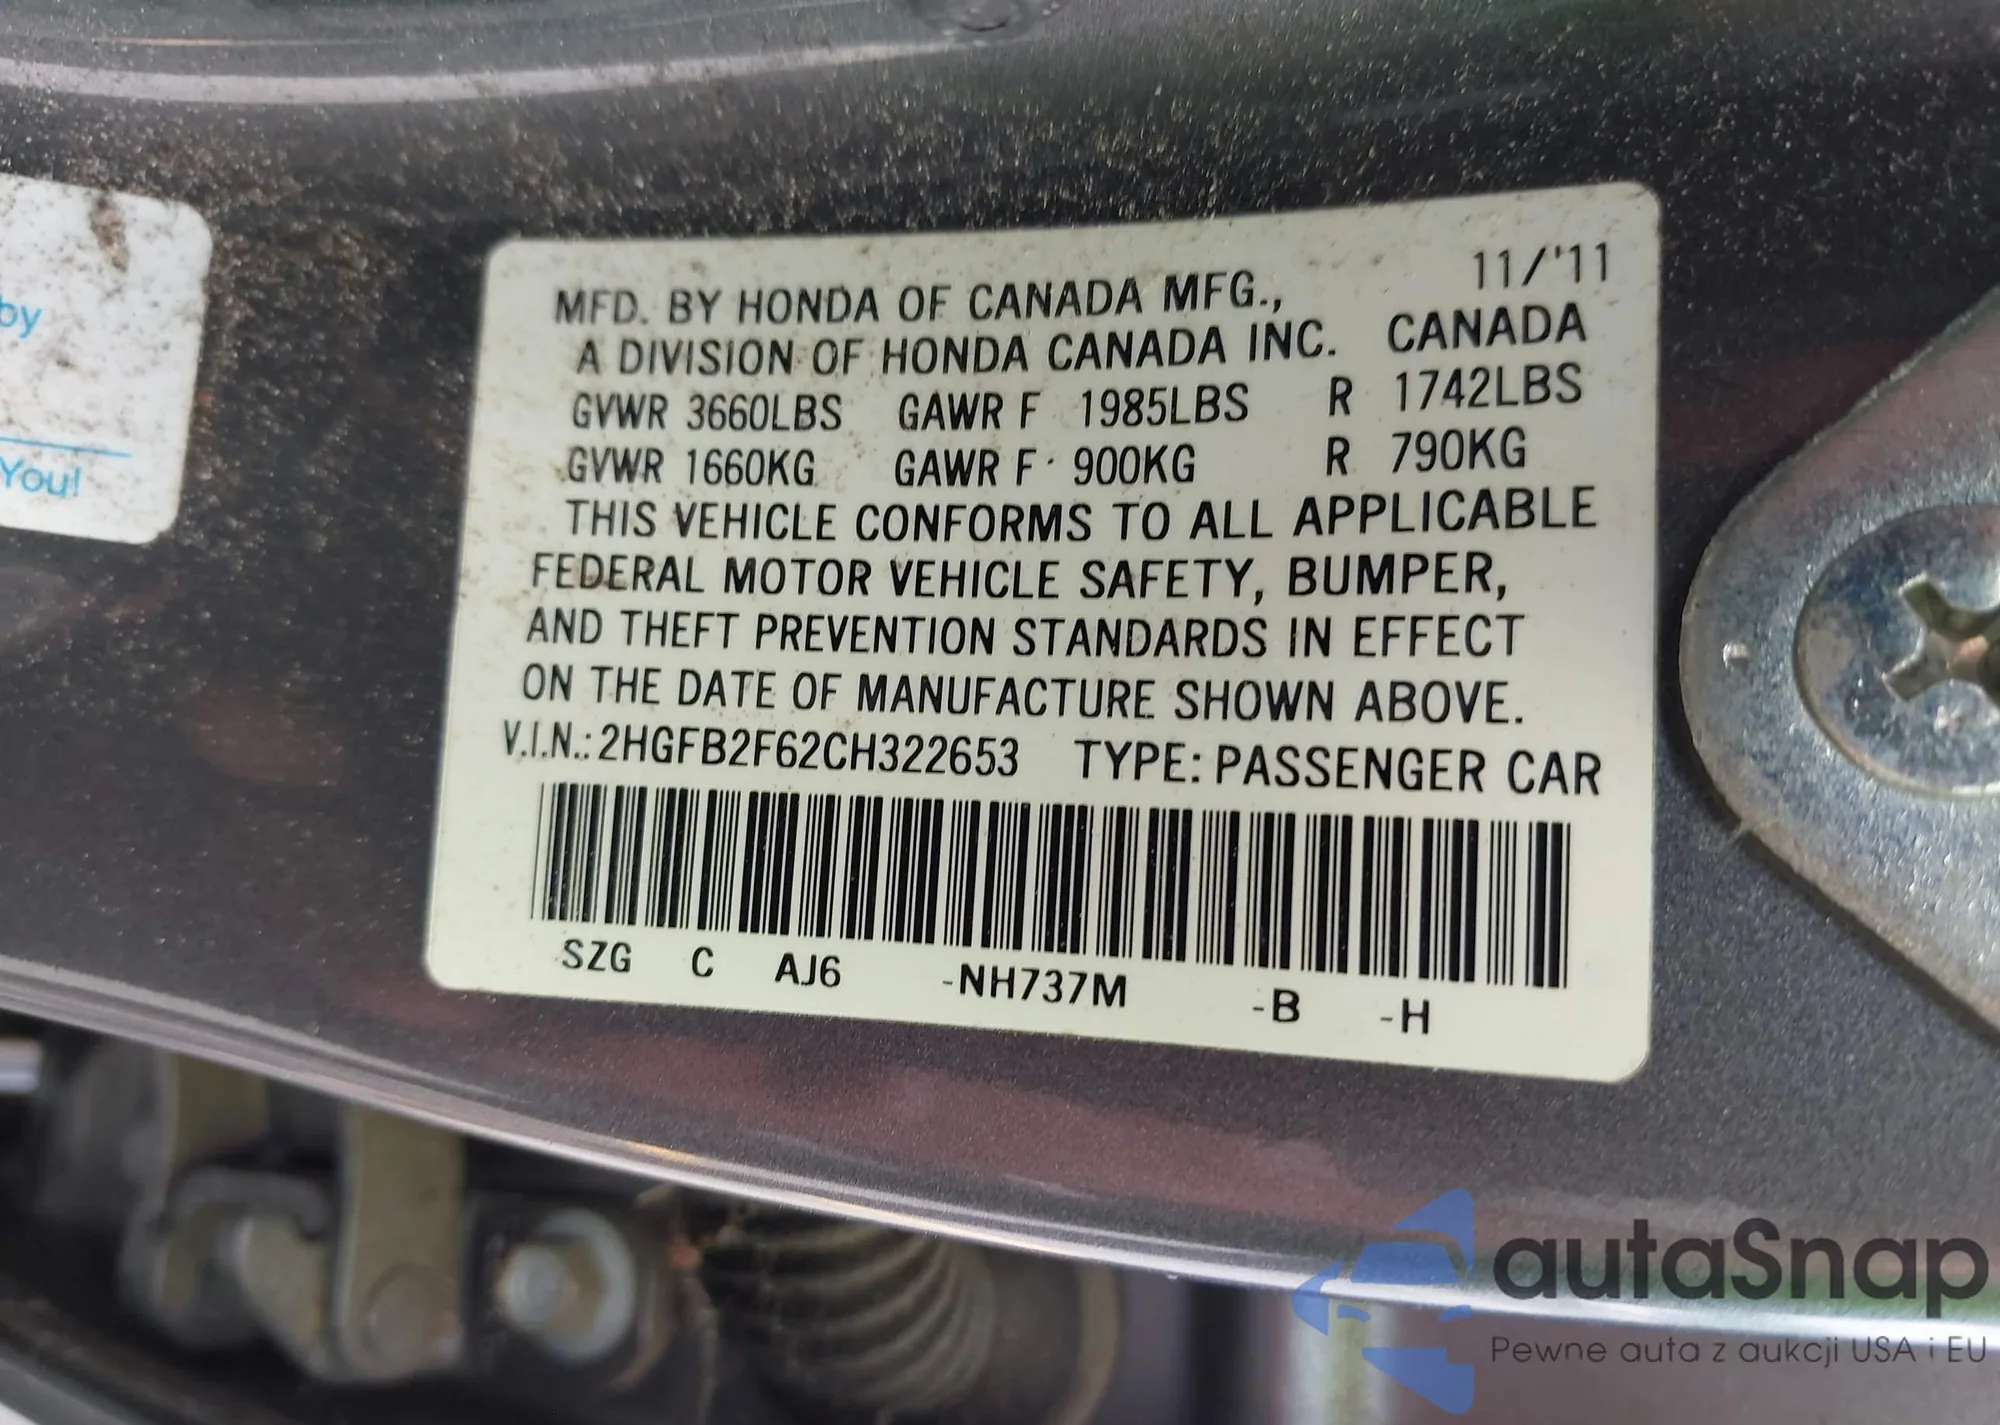 by
You!
11/'11
MFD. BY HONDA OF CANADA MFG.,
A DIVISION OF HONDA CANADA INC. CANADA
GVWR 3660LBS GAWR F 1985LBS R 1742LBS
GVWR 1660KG GAWR F 900KG R 790KG
THIS VEHICLE CONFORMS TO ALL APPLICABLE
FEDERAL MOTOR VEHICLE SAFETY, BUMPER,
AND THEFT PREVENTION STANDARDS IN EFFECT
ON THE DATE OF MANUFACTURE SHOWN ABOVE.
V.I.N.: 2HGFB2F62CH322653 TYPE: PASSENGER CAR
SZG C AJ6 -NH737M -B -H
autaSnap
Pewne auta z aukcji USA i EU